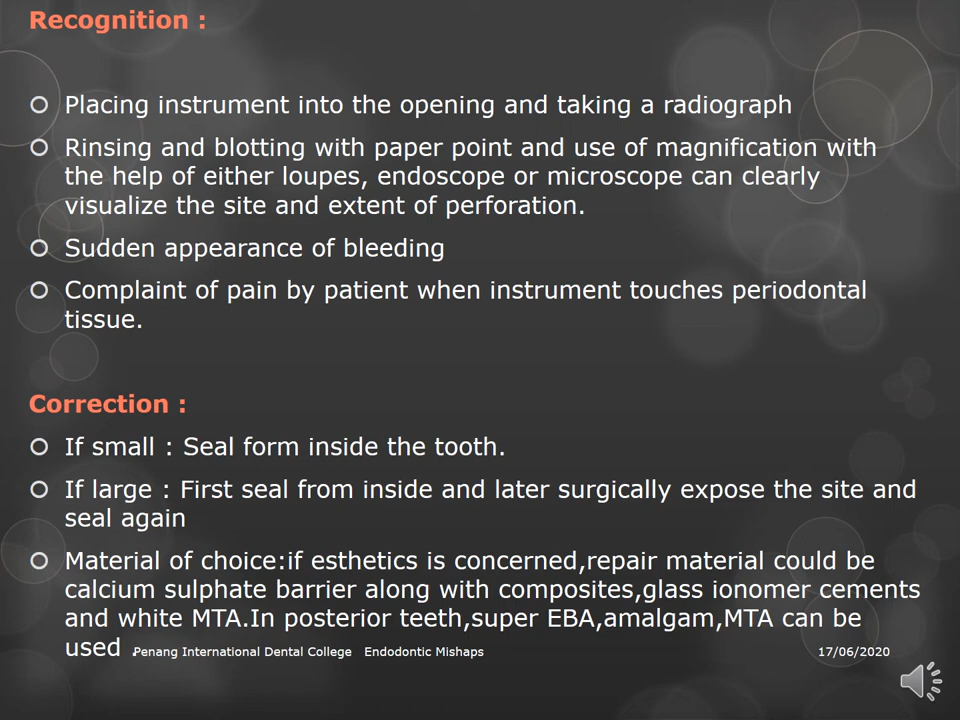 Recognition :
Placing instrument into the opening and taking a radiograph
Rinsing and blotting with paper point and use of magnification with
the help of either loupes, endoscope or microscope can clearly
visualize the site and extent of perforation.
Sudden appearance of bleeding
Complaint of pain by patient when instrument touches periodontal
tissue.
Correction :
If small : Seal form inside the tooth.
If large : First seal from inside and later surgically expose the site and
seal again
Material of choice:if esthetics is concerned,repair material could be
calcium sulphate barrier along with composites,glass ionomer cements
and white MTA.In posterior teeth,super EBA,amalgam,MTA can be
used .
Penang International Dental College Endodontic Mishaps 17/06/2020